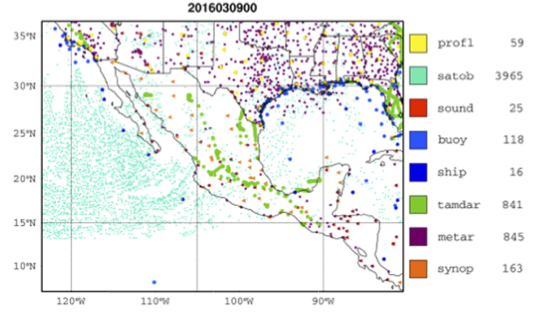 2016030900
35°N
30°N
25°N
20°N
15°N
10°N
120°W
110°W
100°W
90°W
profl 59
satob 3965
sound 25
buoy 118
ship 16
tamdar 841
metar 845
synop 163